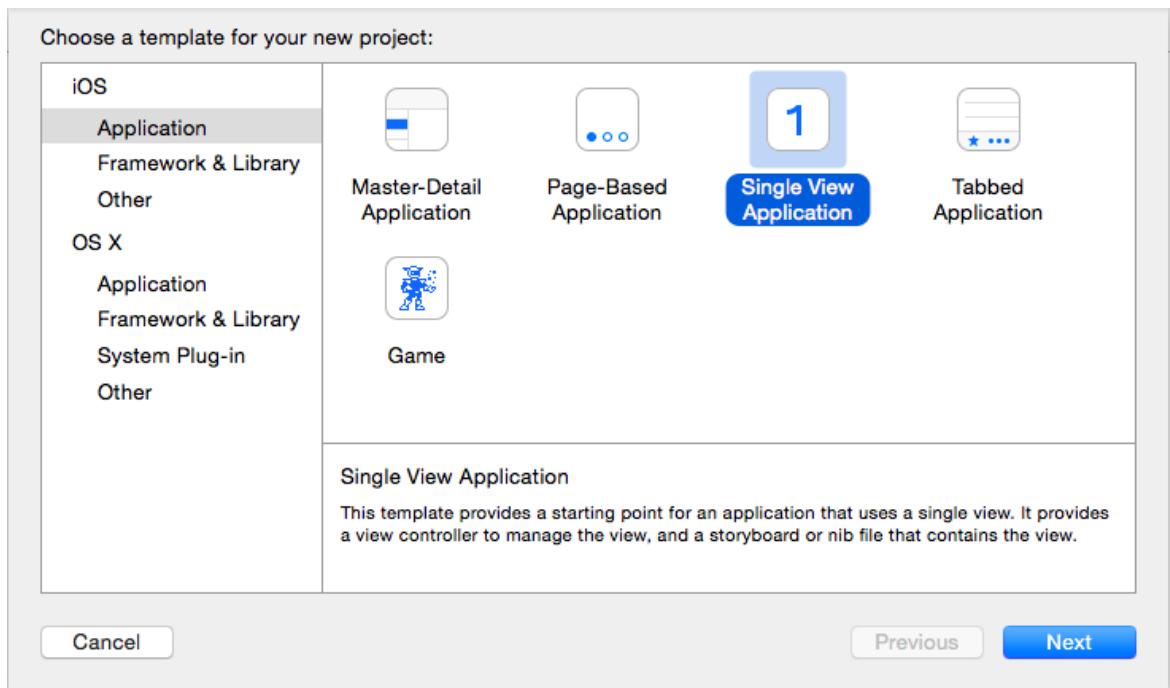 Choose a template for your new project:
iOS
Application
Framework & Library
Other
OS X
Application
Framework & Library
System Plug-in
Other
Master-Detail
Application
Page-Based
Application
1
Single View
Application
Tabbed
Application
Game
Single View Application
This template provides a starting point for an application that uses a single view. It provides
a view controller to manage the view, and a storyboard or nib file that contains the view.
Cancel
Previous
Next